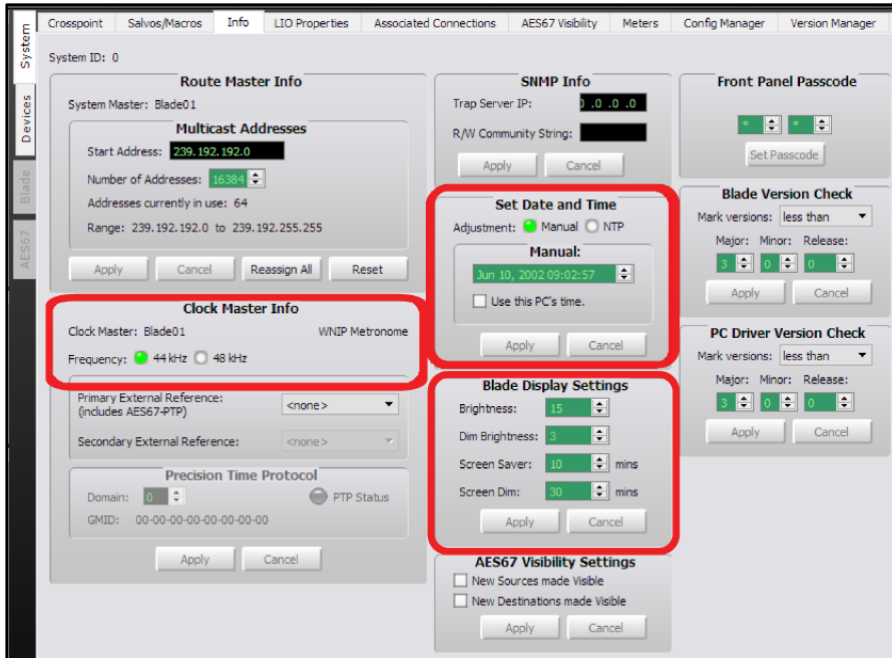 Crosspoint Salvos/Macros Info LIO Properties Associated Connections AES67 Visibility Meters Config Manager Version Manager
System
Devices
Blade
AES67
System ID: 0
Route Master Info
System Master: Blade01
Multicast Addresses
Start Address: 239.192.192.0
Number of Addresses: 16384
Addresses currently in use: 64
Range: 239.192.192.0 to 239.192.255.255
Apply Cancel Reassign All Reset
Clock Master Info
Clock Master: Blade01 WNIP Metronome
Frequency: 44 kHz 48 kHz
Primary External Reference:
(includes AES67-PTP) <none>
Secondary External Reference: <none>
Precision Time Protocol
Domain: 0 PTP Status
GMID: 00-00-00-00-00-00-00-00
Apply Cancel
SNMP Info
Trap Server IP: 0 .0 .0 .0
R/W Community String:
Apply Cancel
Set Date and Time
Adjustment: Manual NTP
Manual:
Jun 10, 2002 09:02:57
Use this PC's time.
Apply Cancel
Blade Display Settings
Brightness: 15
Dim Brightness: 3
Screen Saver: 10 mins
Screen Dim: 30 mins
Apply Cancel
AES67 Visibility Settings
New Sources made Visible
New Destinations made Visible
Apply Cancel
Front Panel Passcode
* *
Set Passcode
Blade Version Check
Mark versions: less than
Major: Minor: Release:
3 0 0
Apply Cancel
PC Driver Version Check
Mark versions: less than
Major: Minor: Release:
3 0 0
Apply Cancel